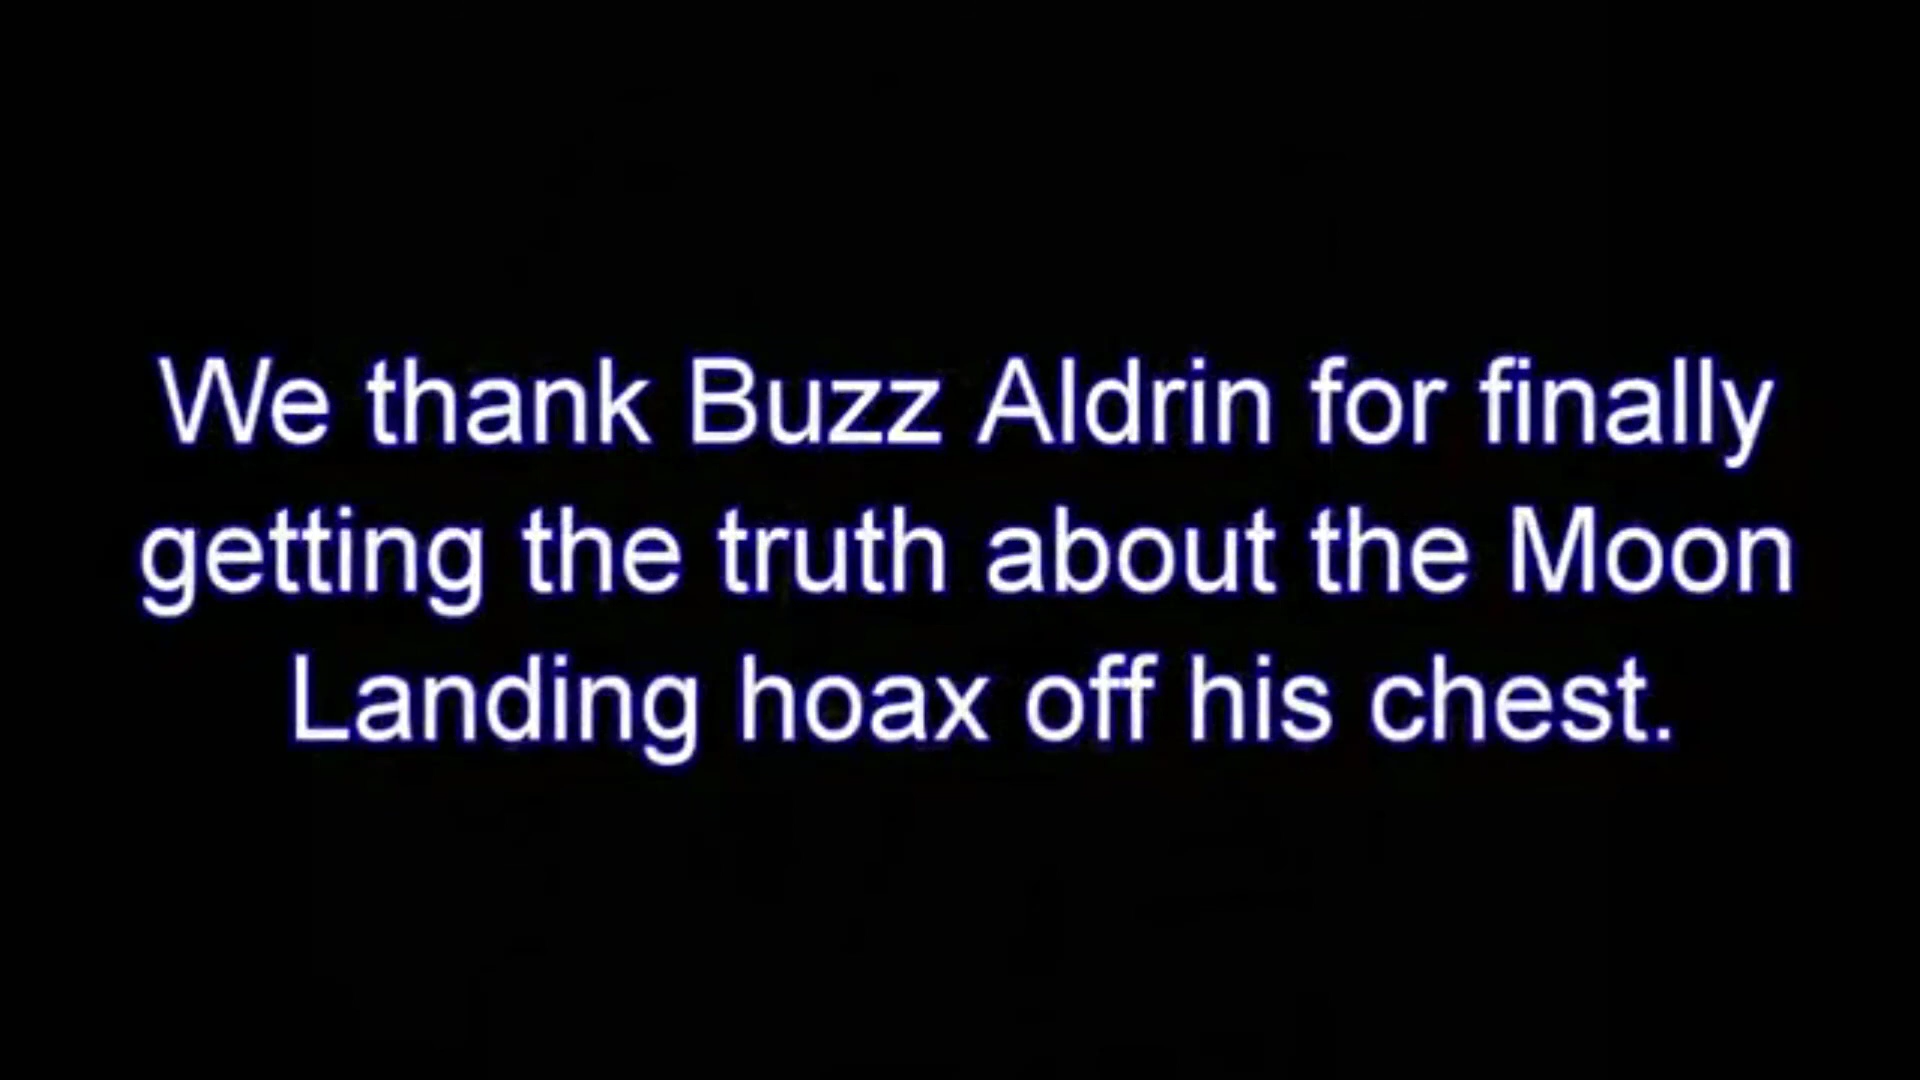 We thank Buzz Aldrin for finally
getting the truth about the Moon
Landing hoax off his chest.